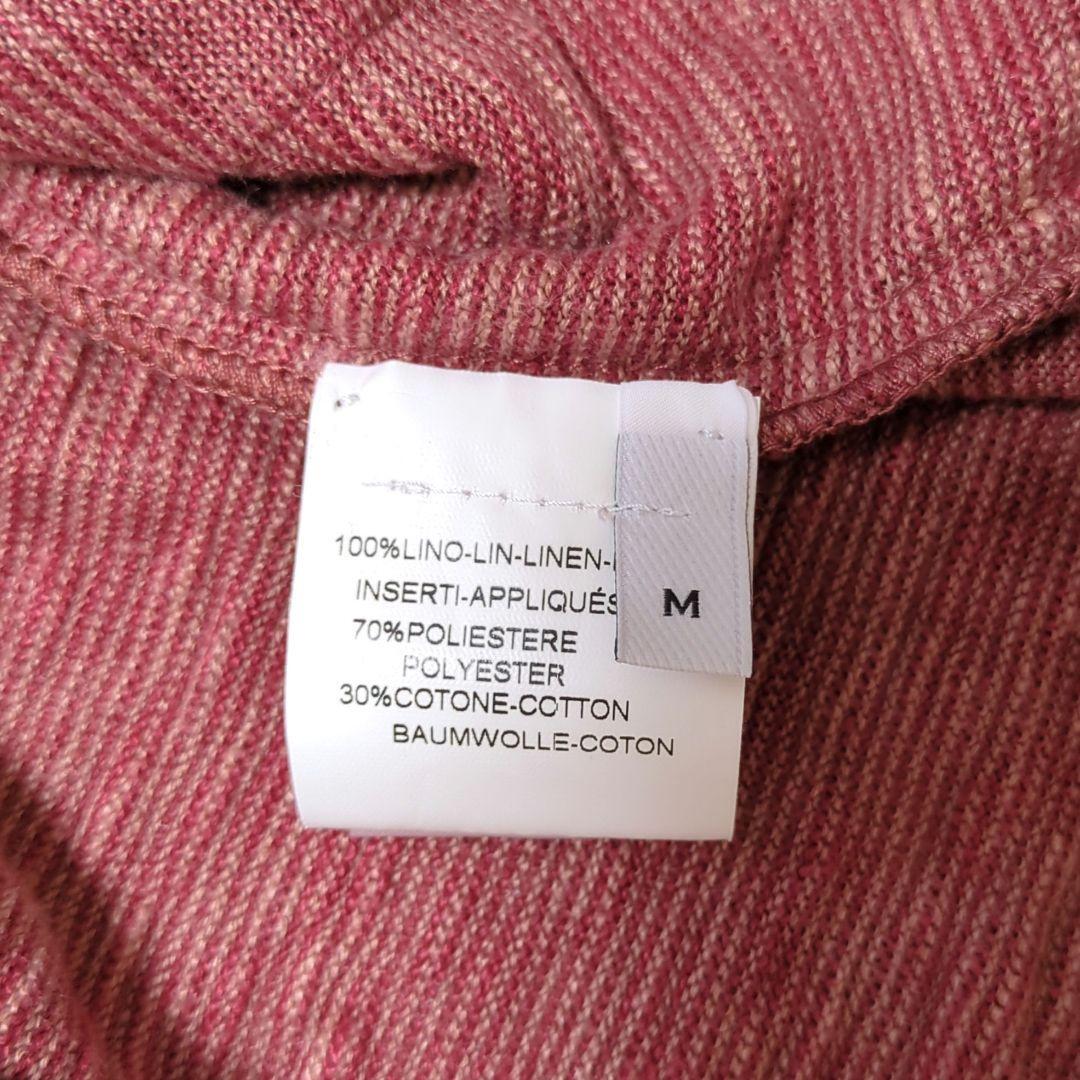 100%LINO-LIN-LINEN-
INSERTI-APPLIQUÉS
70%POLIESTERE
POLYESTER
30%COTONE-COTTON
BAUMWOLLE-COTON
M